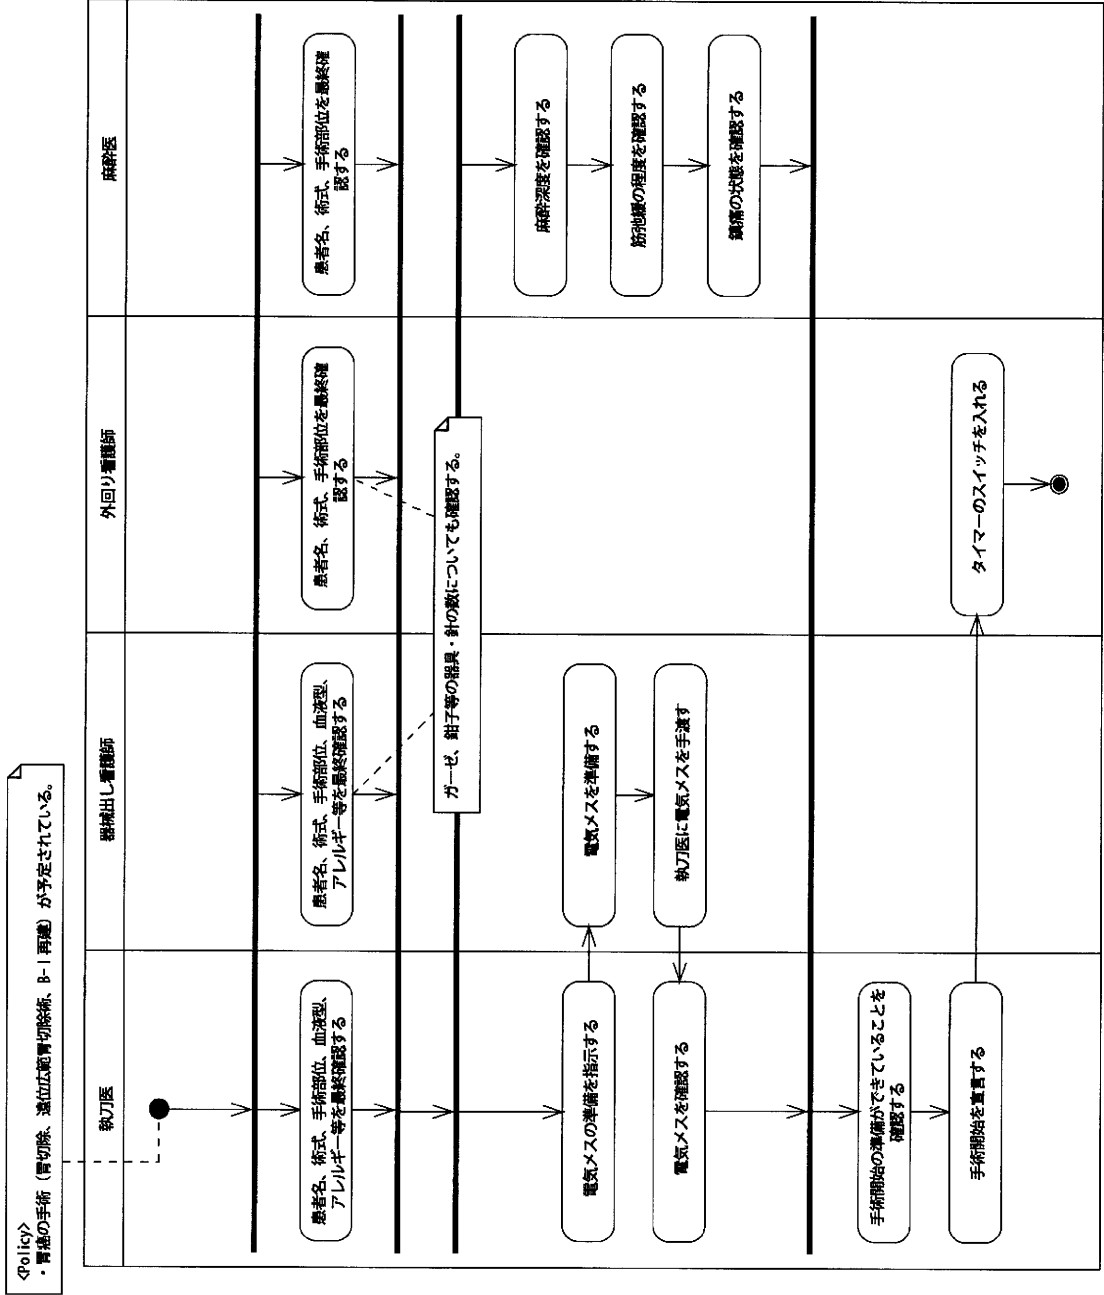 <Policy>
・胃癌の手術（胃切除、遠位広範胃切除術、B-I再建）が予定されている。
執刀医
器械出し看護師
外回り看護師
麻酔医
患者名、術式、手術部位、血液型、
アレルギー等を最終確認する
患者名、術式、手術部位、血液型、
アレルギー等を最終確認する
患者名、術式、手術部位を最終確
認する
患者名、術式、手術部位を最終確
認する
ガーゼ、鉗子等の器具・針の数についても確認する。
電気メスの準備を指示する
電気メスを準備する
執刀医に電気メスを手渡す
電気メスを確認する
麻酔深度を確認する
筋弛緩の程度を確認する
鎮痛の状態を確認する
手術開始の準備ができていることを
確認する
手術開始を宣言する
タイマーのスイッチを入れる